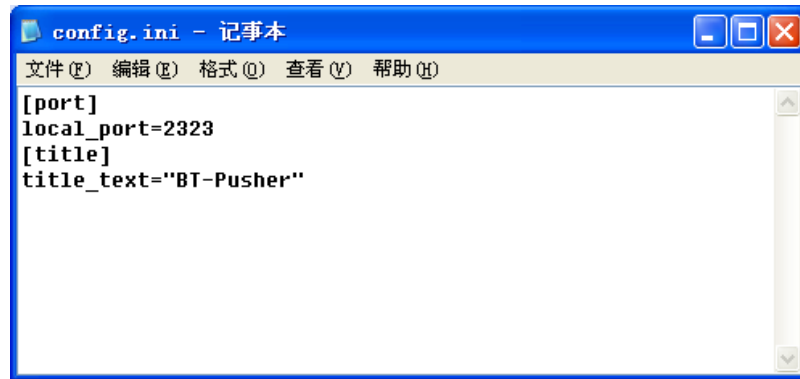 config.ini - 记事本
文件(F) 编辑(E) 格式(O) 查看(V) 帮助(H)
[port]
local_port=2323
[title]
title_text="BT-Pusher"